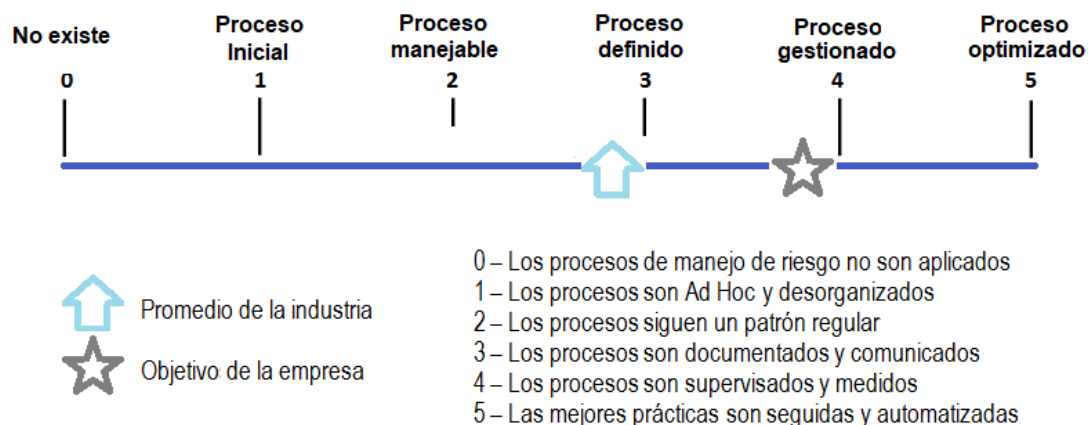 No existe
0
Proceso
Inicial
1
Proceso
manejable
2
Proceso
definido
3
Proceso
gestionado
4
Proceso
optimizado
5
Promedio de la industria
Objetivo de la empresa
0 – Los procesos de manejo de riesgo no son aplicados
1 – Los procesos son Ad Hoc y desorganizados
2 – Los procesos siguen un patrón regular
3 – Los procesos son documentados y comunicados
4 – Los procesos son supervisados y medidos
5 – Las mejores prácticas son seguidas y automatizadas